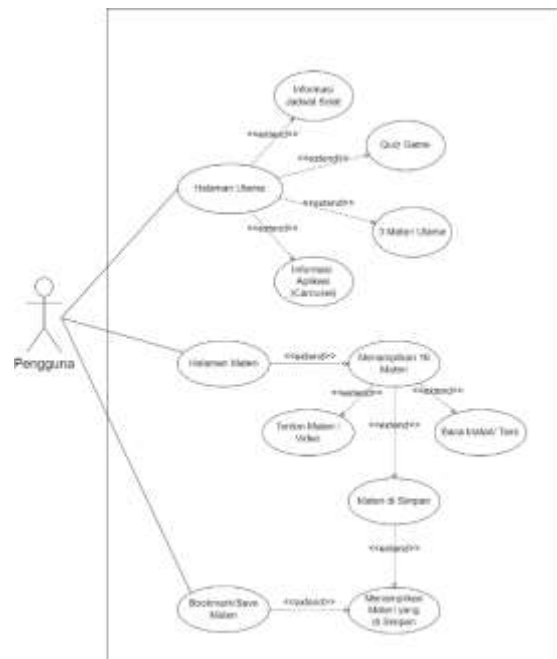 Informasi
Jadwal Solat
<<extend>>
Quiz Game
<<extend>>
Halaman Utama
<<extend>>
3 Materi Utama
<<extend>>
Informasi
Aplikasi
(Carousel)
Pengguna
Halaman Materi
<<extend>>
Menampilkan 16
Materi
<<extend>>
<<extend>>
Tonton Materi /
Video
<<extend>>
Baca Materi/ Teks
Materi di Simpan
<<extend>>
Bookmark/Save
Materi
<<extend>>
Menampilkan
Materi yang
di Simpan